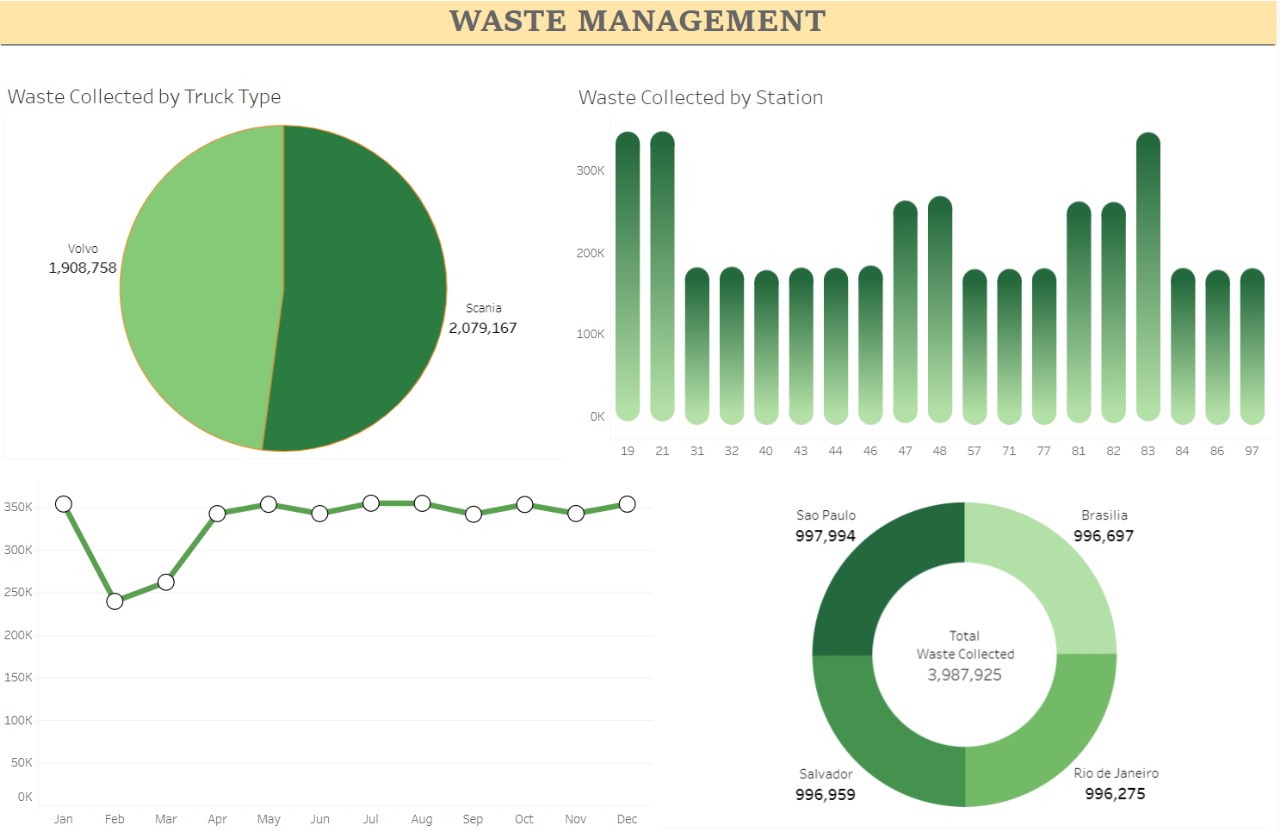 WASTE MANAGEMENT
Waste Collected by Truck Type
Volvo
1,908,758
Scania
2,079,167
Waste Collected by Station
300K
200K
100K
0K
19 21 31 32 40 43 44 46 47 48 57 71 77 81 82 83 84 86 97
350K
300K
250K
200K
150K
100K
50K
0K
Jan Feb Mar Apr May Jun Jul Aug Sep Oct Nov Dec
Sao Paulo
997,994
Brasilia
996,697
Total
Waste Collected
3,987,925
Salvador
996,959
Rio de Janeiro
996,275